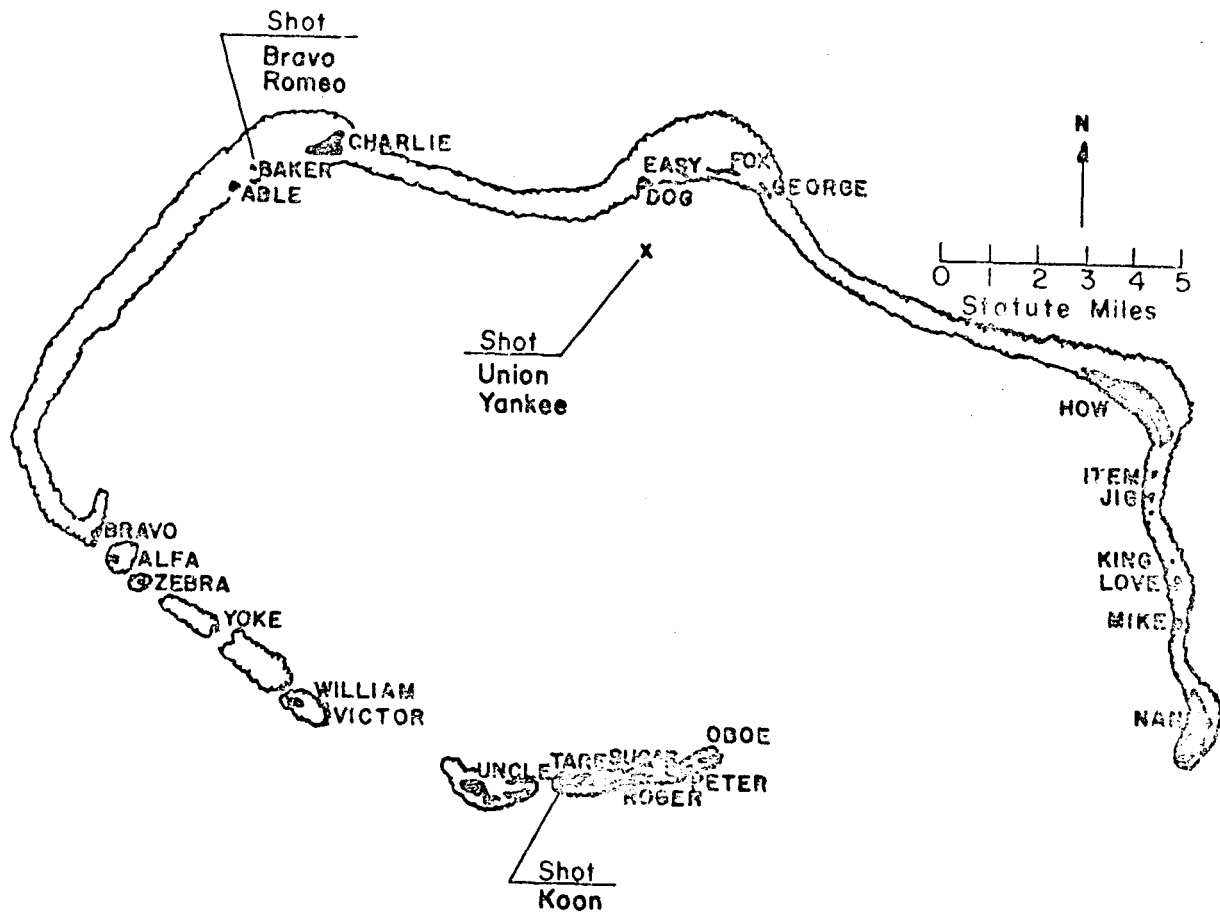 Shot
Bravo
Romeo
CHARLIE
BAKER
ABLE
EASY
FOX
DOG
GEORGE
N
0 1 2 3 4 5
Statute Miles
X
Shot
Union
Yankee
HOW
ITEM
JIG
BRAVO
ALFA
ZEBRA
KING
LOVE
YOKE
MIKE
WILLIAM
VICTOR
NAN
OBOE
UNCLE
TARE
SUGAR
PETER
ROGER
Shot
Koon